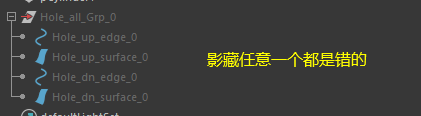 Hole_all_Grp_0
Hole_up_edge_0
Hole_up_surface_0
影藏任意一个都是错的
Hole_dn_edge_0
Hole_dn_surface_0